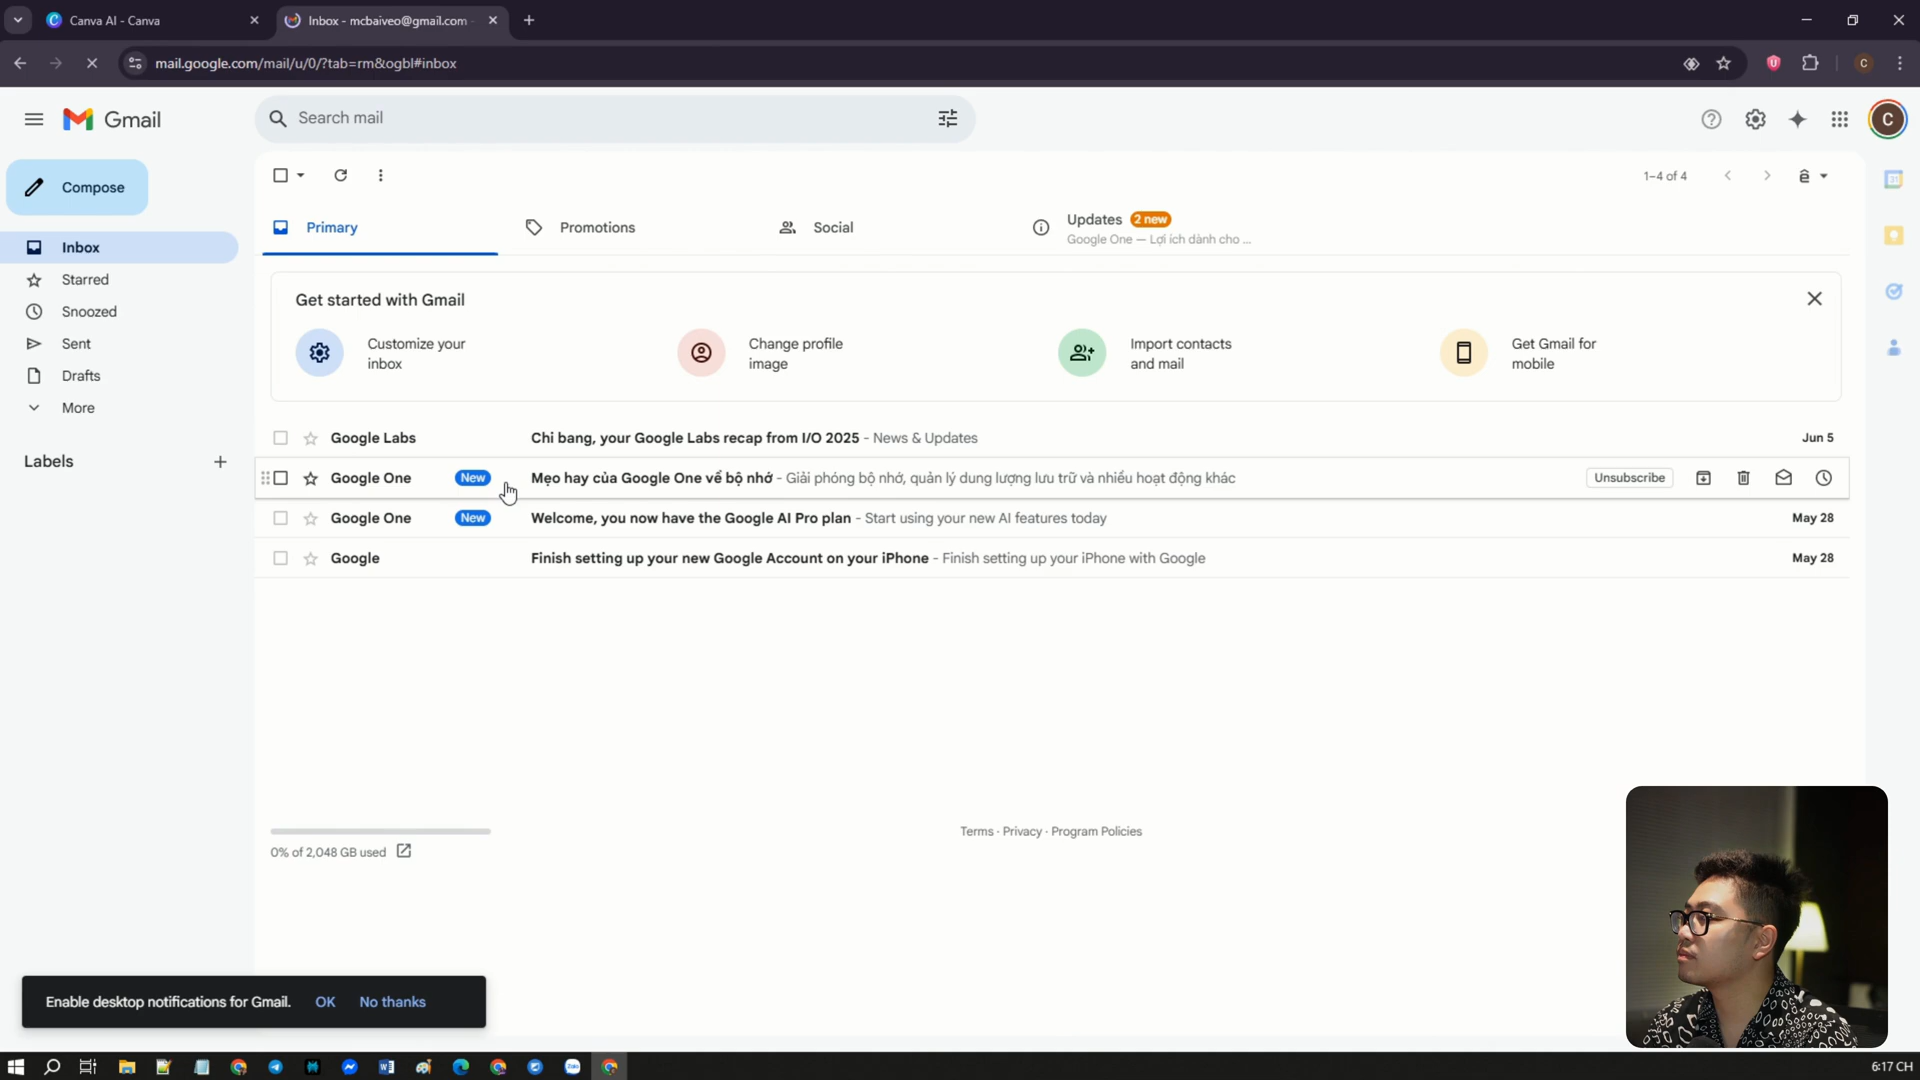 Canva AI - Canva
Inbox - mcbaiveo@gmail.com -
mail.google.com/mail/u/0/?tab=rm&ogbl#inbox
C
Gmail
Search mail
C
Compose
1–4 of 4
ê
Inbox
Starred
Snoozed
Sent
Drafts
More
Labels
Primary
Promotions
Social
Updates 2 new
Google One — Lợi ích dành cho ...
Get started with Gmail
Customize your
inbox
Change profile
image
Import contacts
and mail
Get Gmail for
mobile
Google Labs Chi bang, your Google Labs recap from I/O 2025 - News & Updates Jun 5
Google One New Mẹo hay của Google One về bộ nhớ - Giải phóng bộ nhớ, quản lý dung lượng lưu trữ và nhiều hoạt động khác Unsubscribe
Google One New Welcome, you now have the Google AI Pro plan - Start using your new AI features today May 28
Google Finish setting up your new Google Account on your iPhone - Finish setting up your iPhone with Google May 28
0% of 2,048 GB used
Terms · Privacy · Program Policies
Enable desktop notifications for Gmail. OK No thanks
Zalo
6:17 CH